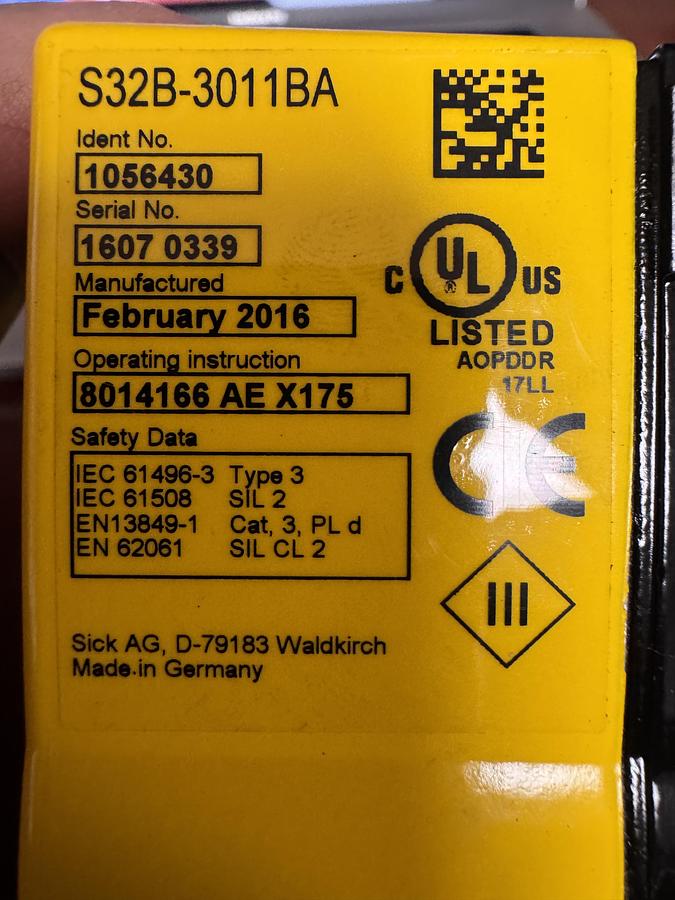 S32B-3011BA
Ident No.
1056430
Serial No.
1607 0339
Manufactured
February 2016
Operating instruction
8014166 AE X175
Safety Data
IEC 61496-3 Type 3
IEC 61508 SIL 2
EN13849-1 Cat, 3, PL d
EN 62061 SIL CL 2
Sick AG, D-79183 Waldkirch
Made in Germany
C UL US
®
LISTED
AOPDDR
17LL
CE
III